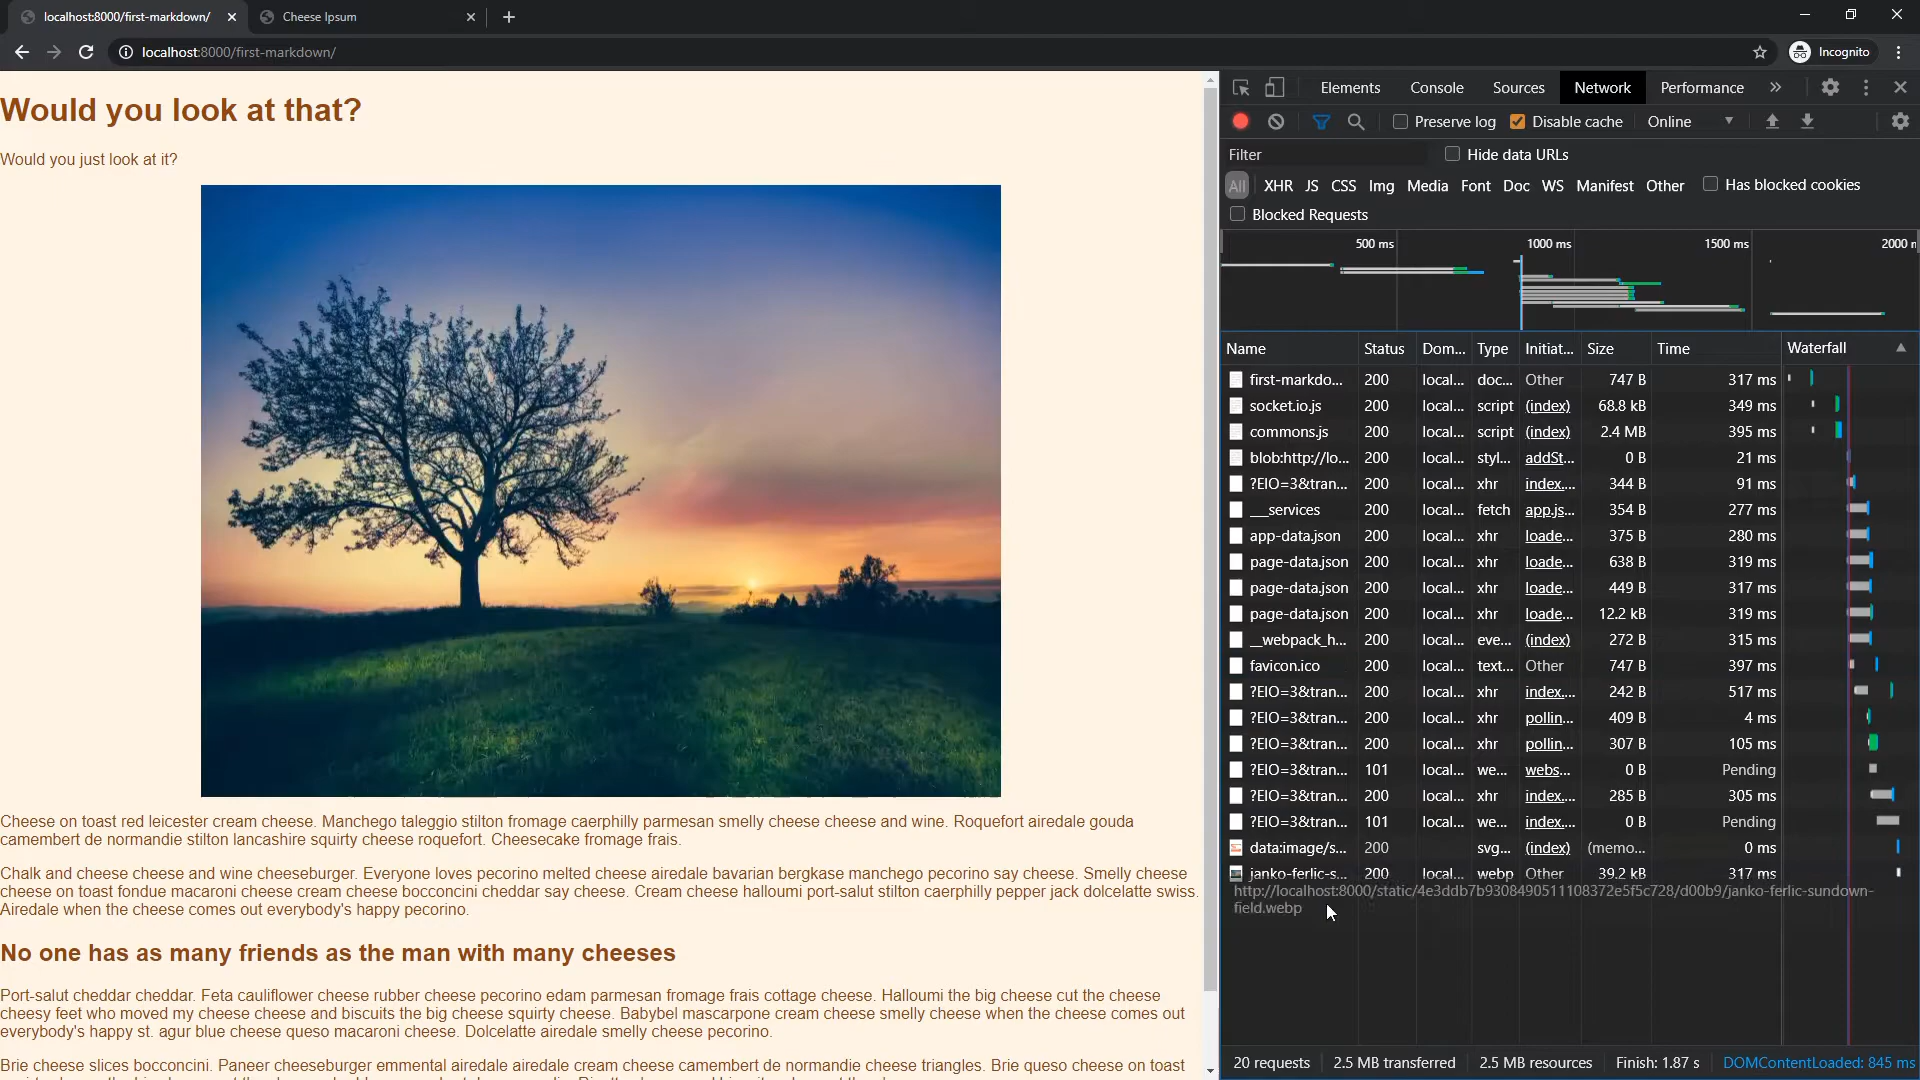 localhost:8000/first-markdown/
Cheese Ipsum
localhost:8000/first-markdown/
Incognito
Would you look at that?
Would you just look at it?
Cheese on toast red leicester cream cheese. Manchego taleggio stilton fromage caerphilly parmesan smelly cheese cheese and wine. Roquefort airedale gouda
camembert de normandie stilton lancashire squirty cheese roquefort. Cheesecake fromage frais.
Chalk and cheese cheese and wine cheeseburger. Everyone loves pecorino melted cheese airedale bavarian bergkase manchego pecorino say cheese. Smelly cheese
cheese on toast fondue macaroni cheese cream cheese bocconcini cheddar say cheese. Cream cheese halloumi port-salut stilton caerphilly pepper jack dolcelatte swiss.
Airedale when the cheese comes out everybody's happy pecorino.
No one has as many friends as the man with many cheeses
Port-salut cheddar cheddar. Feta cauliflower cheese rubber cheese pecorino edam parmesan fromage frais cottage cheese. Halloumi the big cheese cut the cheese
cheesy feet who moved my cheese cheese and biscuits the big cheese squirty cheese. Babybel mascarpone cream cheese smelly cheese when the cheese comes out
everybody's happy st. agur blue cheese queso macaroni cheese. Dolcelatte airedale smelly cheese pecorino.
Brie cheese slices bocconcini. Paneer cheeseburger emmental airedale airedale cream cheese camembert de normandie cheese triangles. Brie queso cheese on toast
Elements Console Sources Network Performance
Preserve log Disable cache Online
Filter Hide data URLs
All XHR JS CSS Img Media Font Doc WS Manifest Other Has blocked cookies
Blocked Requests
500 ms 1000 ms 1500 ms 2000 n
Name Status Dom... Type Initiat... Size Time Waterfall
first-markdo... 200 local... doc... Other 747 B 317 ms
socket.io.js 200 local... script (index) 68.8 kB 349 ms
commons.js 200 local... script (index) 2.4 MB 395 ms
blob:http://lo... 200 local... styl... addSt... 0 B 21 ms
?EIO=3&tran... 200 local... xhr index.... 344 B 91 ms
__services 200 local... fetch app.js... 354 B 277 ms
app-data.json 200 local... xhr loade... 375 B 280 ms
page-data.json 200 local... xhr loade... 638 B 319 ms
page-data.json 200 local... xhr loade... 449 B 317 ms
page-data.json 200 local... xhr loade... 12.2 kB 319 ms
__webpack_h... 200 local... eve... (index) 272 B 315 ms
favicon.ico 200 local... text... Other 747 B 397 ms
?EIO=3&tran... 200 local... xhr index.... 242 B 517 ms
?EIO=3&tran... 200 local... xhr pollin... 409 B 4 ms
?EIO=3&tran... 200 local... xhr pollin... 307 B 105 ms
?EIO=3&tran... 101 local... we... webs... 0 B Pending
?EIO=3&tran... 200 local... xhr index.... 285 B 305 ms
?EIO=3&tran... 101 local... we... index.... 0 B Pending
data:image/s... 200 svg... (index) (memo... 0 ms
janko-ferlic-s... 200 local... webp Other 39.2 kB 317 ms
http://localhost:8000/static/4e3ddb7b9308490511108372e5f5c728/d00b9/janko-ferlic-sundown-
field.webp
20 requests 2.5 MB transferred 2.5 MB resources Finish: 1.87 s DOMContentLoaded: 845 ms